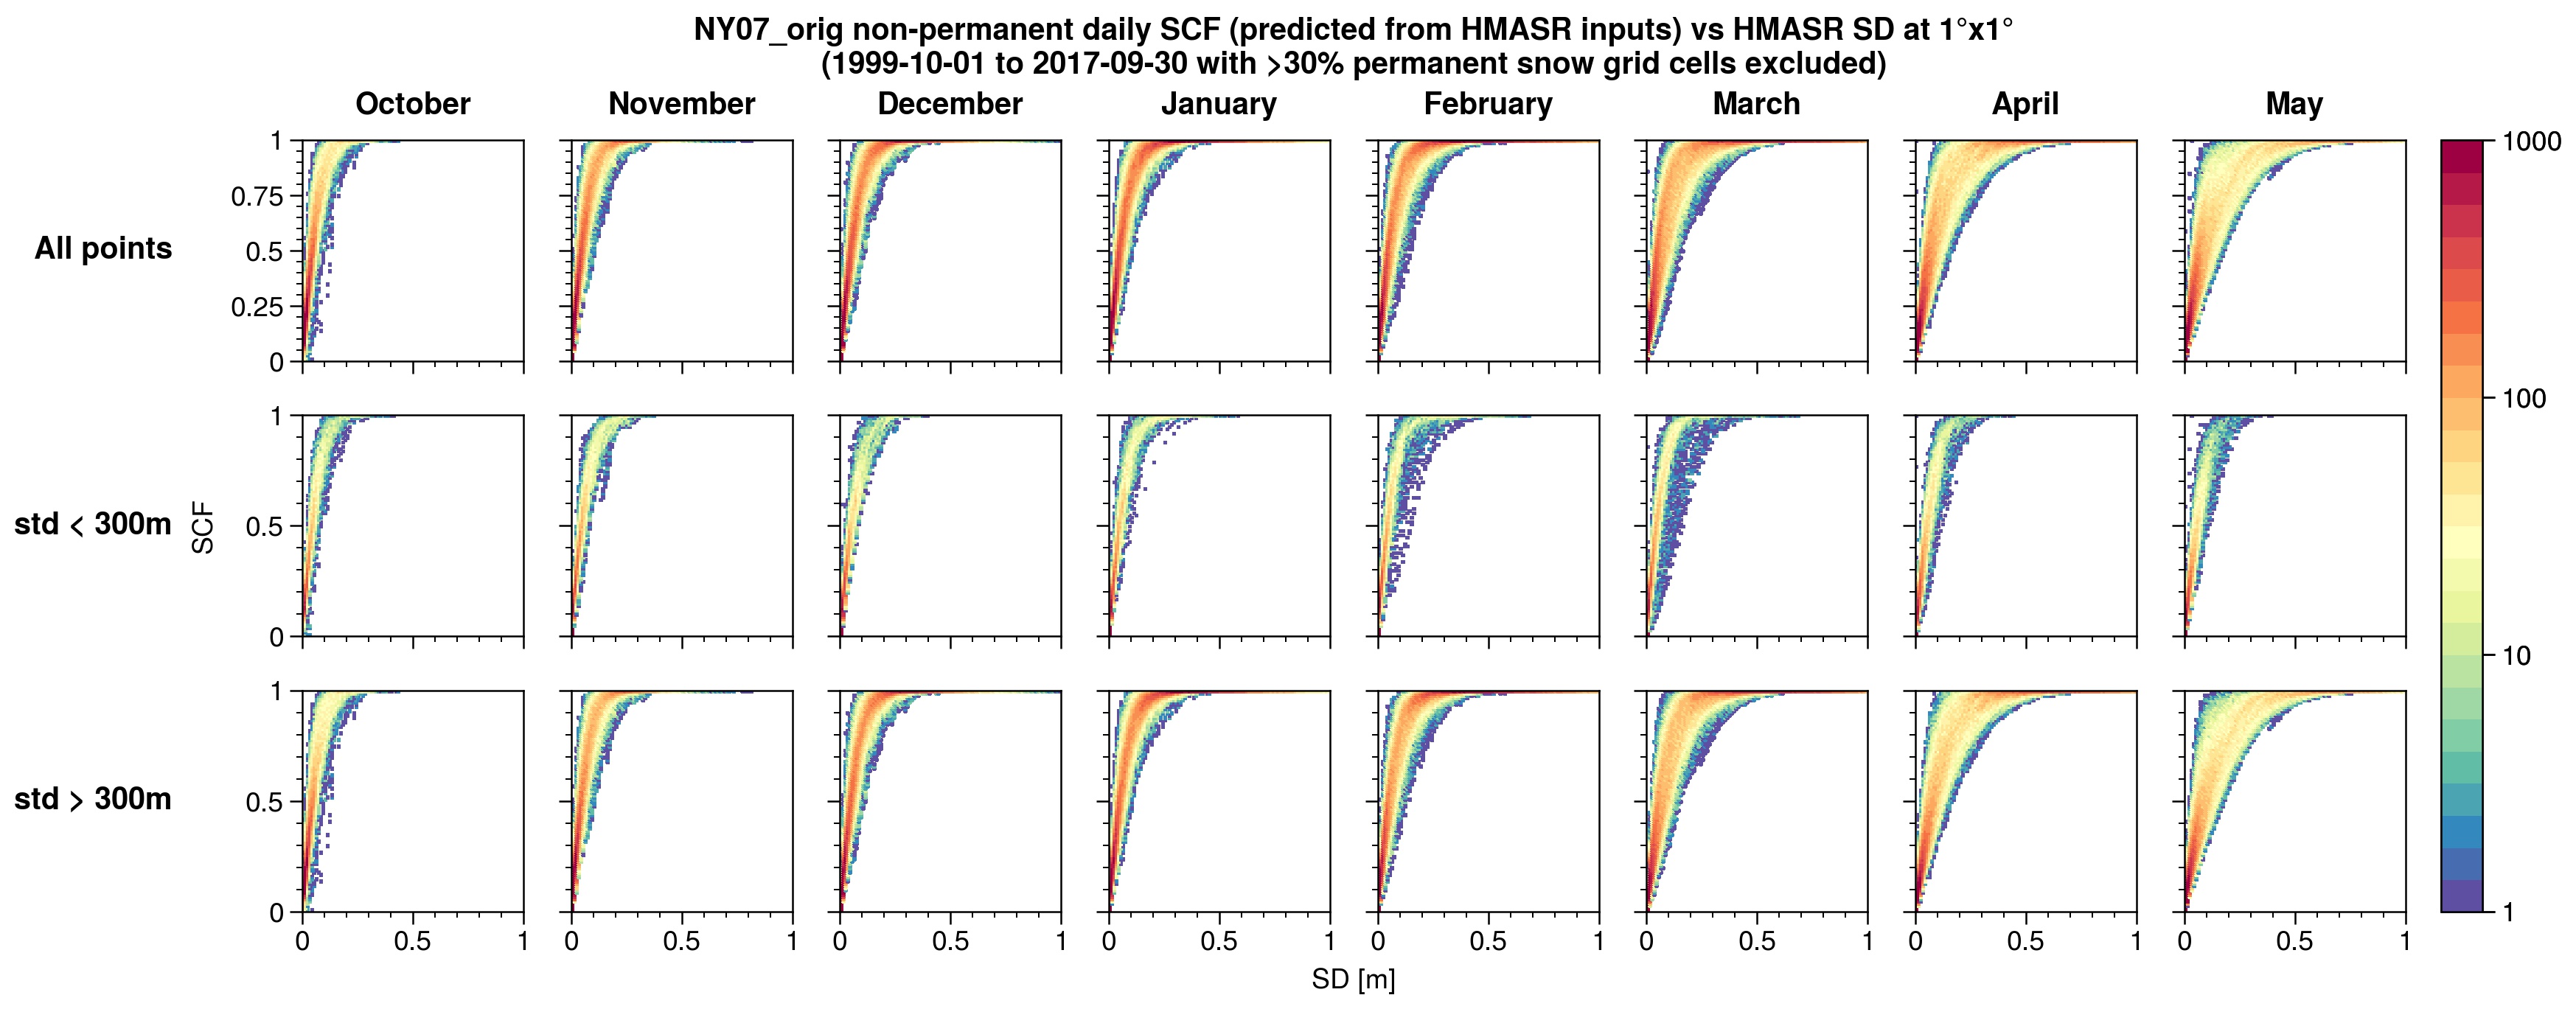 NY07_orig non-permanent daily SCF (predicted from HMASR inputs) vs HMASR SD at 1°x1°
(1999-10-01 to 2017-09-30 with >30% permanent snow grid cells excluded)
October November December January February March April May
All points
1
0.75
0.5
0.25
0
std < 300m
SCF
1
0.5
0
std > 300m
1
0.5
0
0 0.5 1 0 0.5 1 0 0.5 1 0 0.5 1 0 0.5 1 0 0.5 1 0 0.5 1 0 0.5 1
SD [m]
1000
100
10
1